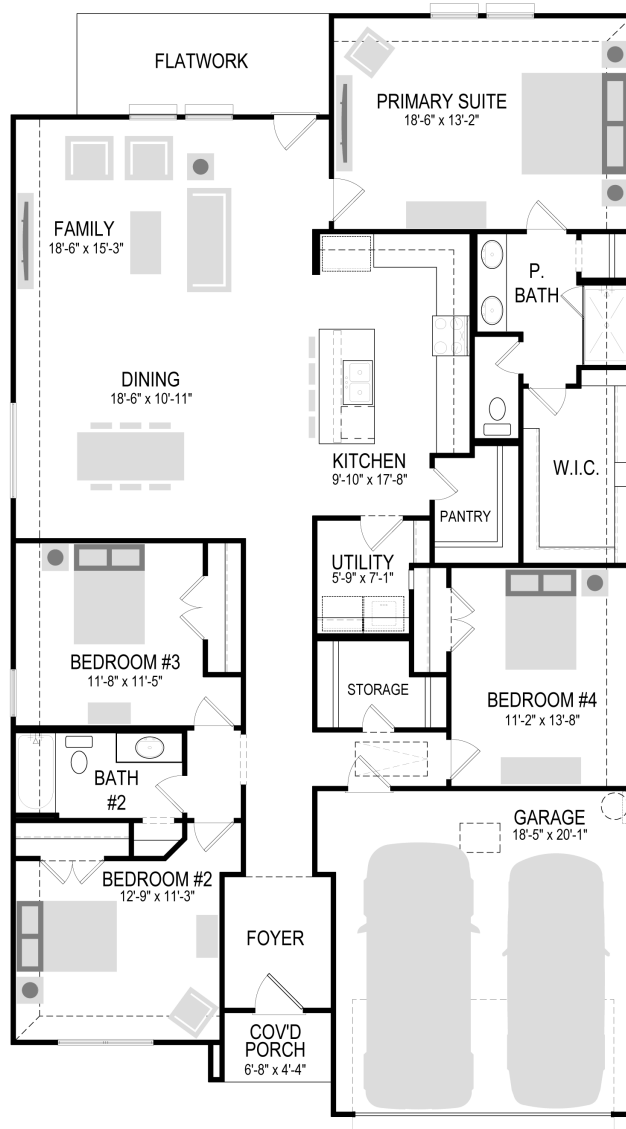 FLATWORK
PRIMARY SUITE
18'-6" x 13'-2"
FAMILY
18'-6" x 15'-3"
P.
BATH
DINING
18'-6" x 10'-11"
KITCHEN
9'-10" x 17'-8"
W.I.C.
PANTRY
UTILITY
5'-9" x 7'-1"
BEDROOM #3
11'-8" x 11'-5"
STORAGE
BEDROOM #4
11'-2" x 13'-8"
BATH
#2
GARAGE
18'-5" x 20'-1"
BEDROOM #2
12'-9" x 11'-3"
FOYER
COV'D
PORCH
6'-8" x 4'-4"